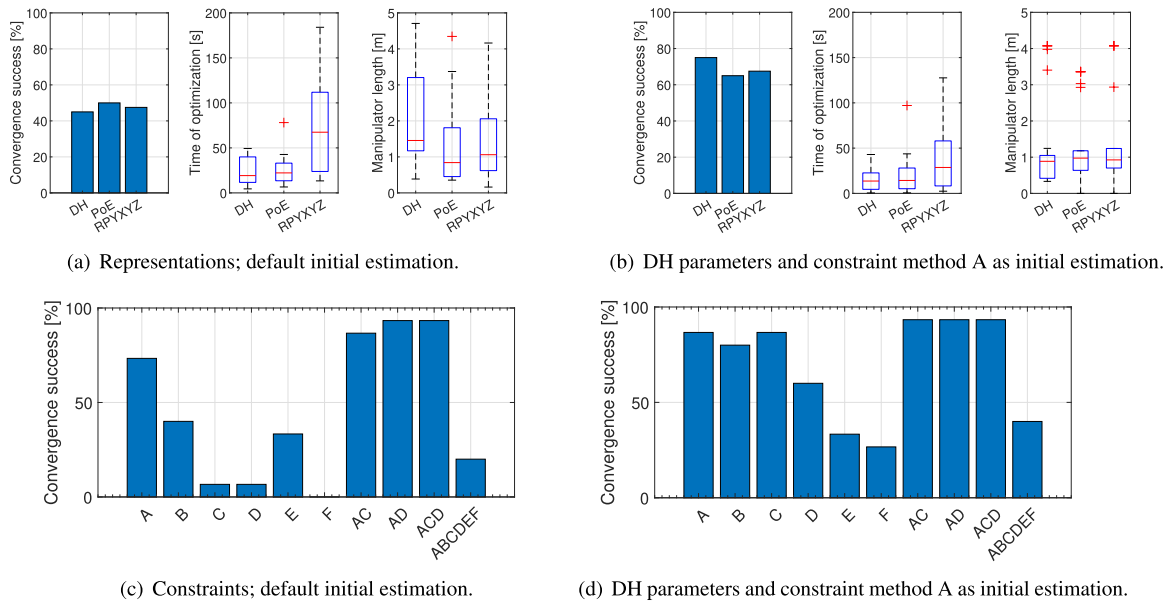 Convergence success [%]
100
80
60
40
20
0
DH
PoE
RPYXYZ
Time of optimization [s]
200
150
100
50
0
DH
PoE
RPYXYZ
Manipulator length [m]
5
4
3
2
1
0
DH
PoE
RPYXYZ
(a) Representations; default initial estimation.
Convergence success [%]
100
80
60
40
20
0
DH
PoE
RPYXYZ
Time of optimization [s]
200
150
100
50
0
DH
PoE
RPYXYZ
Manipulator length [m]
5
4
3
2
1
0
DH
PoE
RPYXYZ
(b) DH parameters and constraint method A as initial estimation.
Convergence success [%]
100
50
0
A
B
C
D
E
F
AC
AD
ACD
ABCDEF
(c) Constraints; default initial estimation.
Convergence success [%]
100
50
0
A
B
C
D
E
F
AC
AD
ACD
ABCDEF
(d) DH parameters and constraint method A as initial estimation.